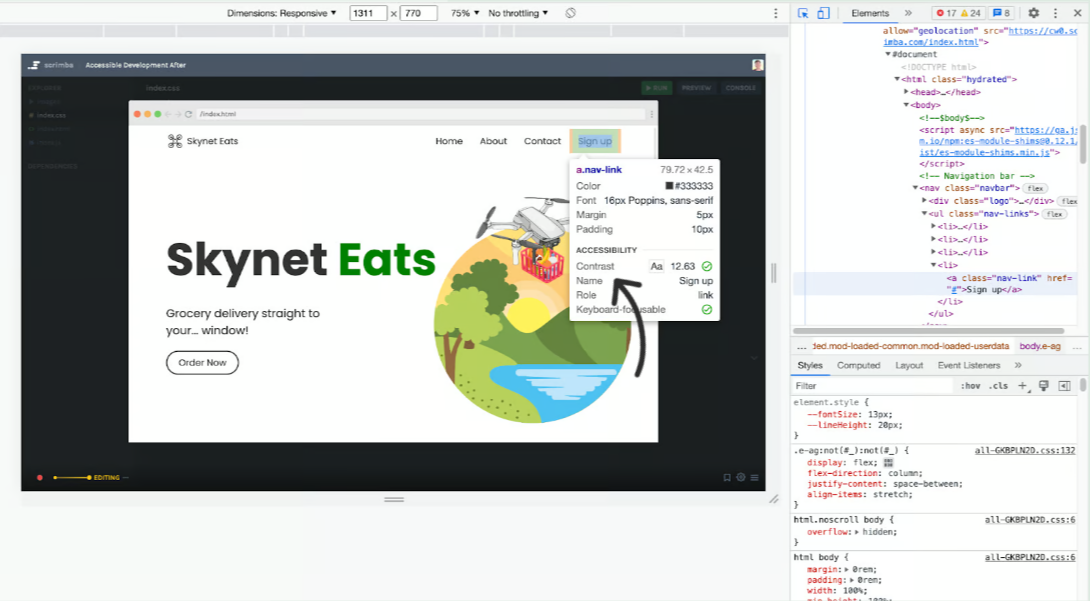 Dimensions: Responsive ▼ 1311 × 770 75% ▼ No throttling ▼
scrimba Accessible Development After
index.css RUN PREVIEW CONSOLE
index.css
DEPENDENCIES
/index.html
Skynet Eats Home About Contact Sign up
a.nav-link 79.72 × 42.5
Color #333333
Font 16px Poppins, sans-serif
Margin 5px
Padding 10px
ACCESSIBILITY
Contrast Aa 12.63
Name Sign up
Role link
Keyboard-focusable
Skynet Eats
Grocery delivery straight to
your... window!
Order Now
EDITING
Elements » 17 24 8
allow="geolocation" src="https://cw0.sc
imba.com/index.html">
▼#document
<!DOCTYPE html>
▼<html class="hydrated">
▶<head>…</head>
▼<body>
<!--$body$-->
<script async src="https://ga.j
m.io/npm:es-module-shims@0.12.1
ist/es-module-shims.min.js">
</script>
<!-- Navigation bar -->
▼<nav class="navbar"> flex
▶<div class="logo">…</div> flex
▼<ul class="nav-links"> flex
▶<li>…</li>
▶<li>…</li>
▶<li>…</li>
▼<li>
<a class="nav-link" href=
"#">Sign up</a>
</li>
</ul>
... ded.mod-loaded-common.mod-loaded-userdata body.e-ag ...
Styles Computed Layout Event Listeners »
Filter :hov .cls +
element.style {
--fontSize: 13px;
--lineHeight: 20px;
}
.e-ag:not(#_):not(#_) { all-GKBPLN2D.css:132
display: flex;
flex-direction: column;
justify-content: space-between;
align-items: stretch;
}
html.noscroll body { all-GKBPLN2D.css:6
overflow:▶ hidden;
}
html body { all-GKBPLN2D.css:6
margin:▶ 0rem;
padding:▶ 0rem;
width: 100%;
min-height: 100%;